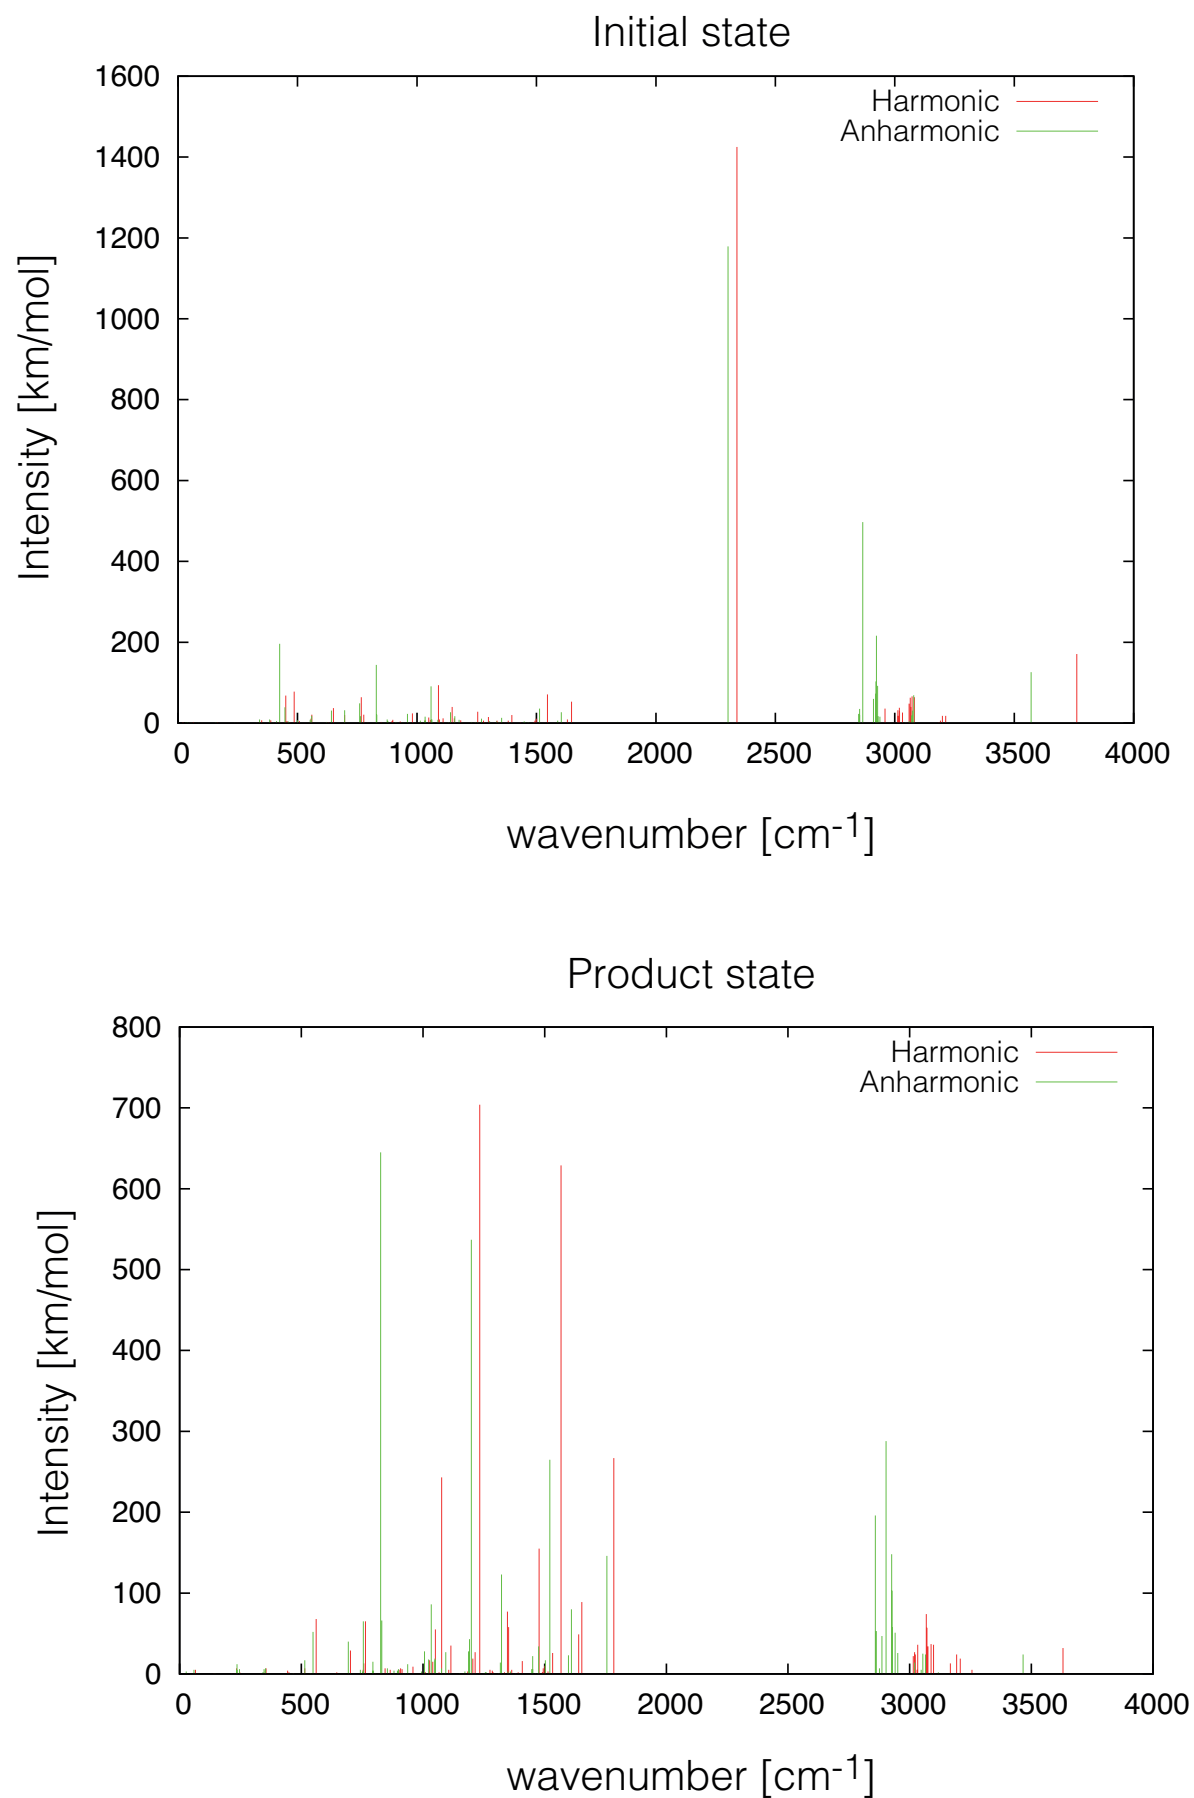 Initial state
1600
1400
1200
1000
800
600
400
200
0
Intensity [km/mol]
Harmonic
Anharmonic
0 500 1000 1500 2000 2500 3000 3500 4000
wavenumber [cm-1]
Product state
800
700
600
500
400
300
200
100
0
Intensity [km/mol]
Harmonic
Anharmonic
0 500 1000 1500 2000 2500 3000 3500 4000
wavenumber [cm-1]